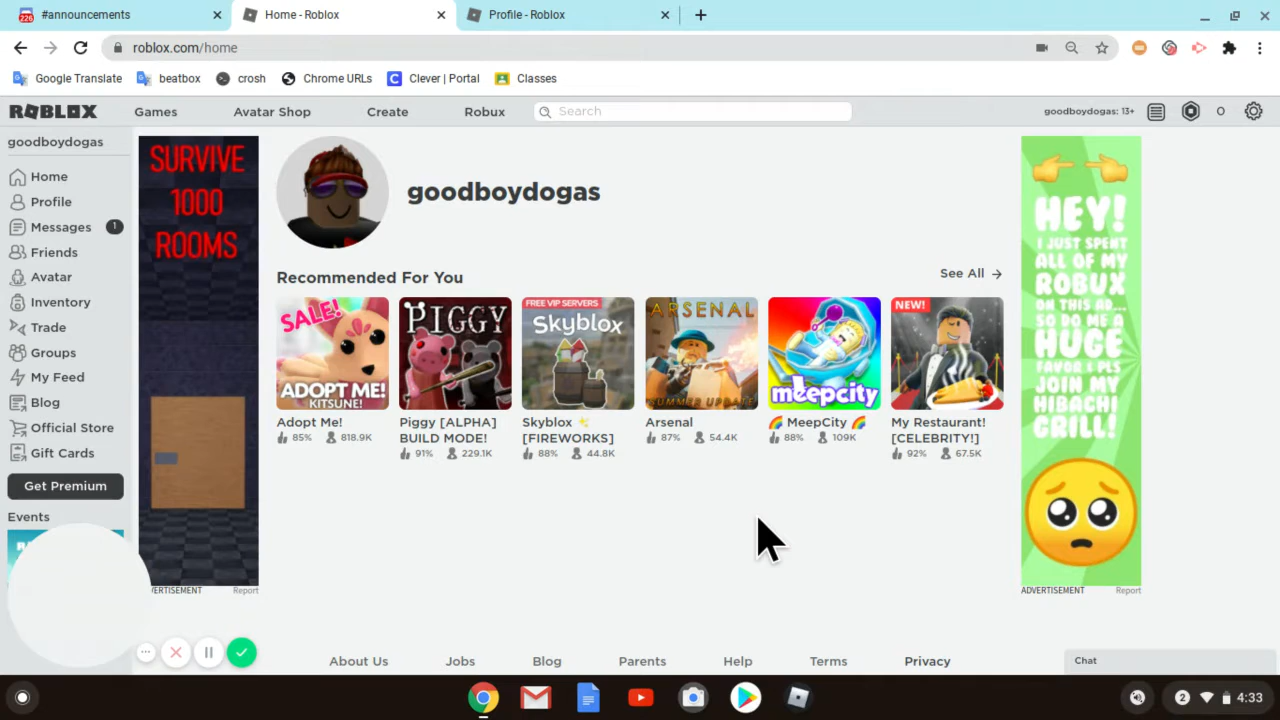 226
#announcements
Home - Roblox
Profile - Roblox
roblox.com/home
Google Translate
beatbox
crosh
Chrome URLs
C
Clever | Portal
Classes
ROBLOX
Games
Avatar Shop
Create
Robux
Search
goodboydogas: 13+
0
goodboydogas
Home
Profile
Messages
1
Friends
Avatar
Inventory
Trade
Groups
My Feed
Blog
Official Store
Gift Cards
Get Premium
Events
SURVIVE
1000
ROOMS
VERTISEMENT
Report
goodboydogas
Recommended For You
See All →
SALE!
ADOPT ME!
KITSUNE!
Adopt Me!
85% 818.9K
PIGGY
Piggy [ALPHA]
BUILD MODE!
91% 229.1K
FREE VIP SERVERS
Skyblox
Skyblox ✨
[FIREWORKS]
88% 44.8K
ARSENAL
SUMMER UPDATE
Arsenal
87% 54.4K
meepcity
🌈 MeepCity 🌈
88% 109K
NEW!
My Restaurant!
[CELEBRITY!]
92% 67.5K
HEY!
I JUST SPENT
ALL OF MY
ROBUX
ON THIS AD...
SO DO ME A
HUGE
FAVOR I PLS
JOIN MY
HIBACHI
GRILL!
ADVERTISEMENT
Report
About Us
Jobs
Blog
Parents
Help
Terms
Privacy
Chat
2
4:33